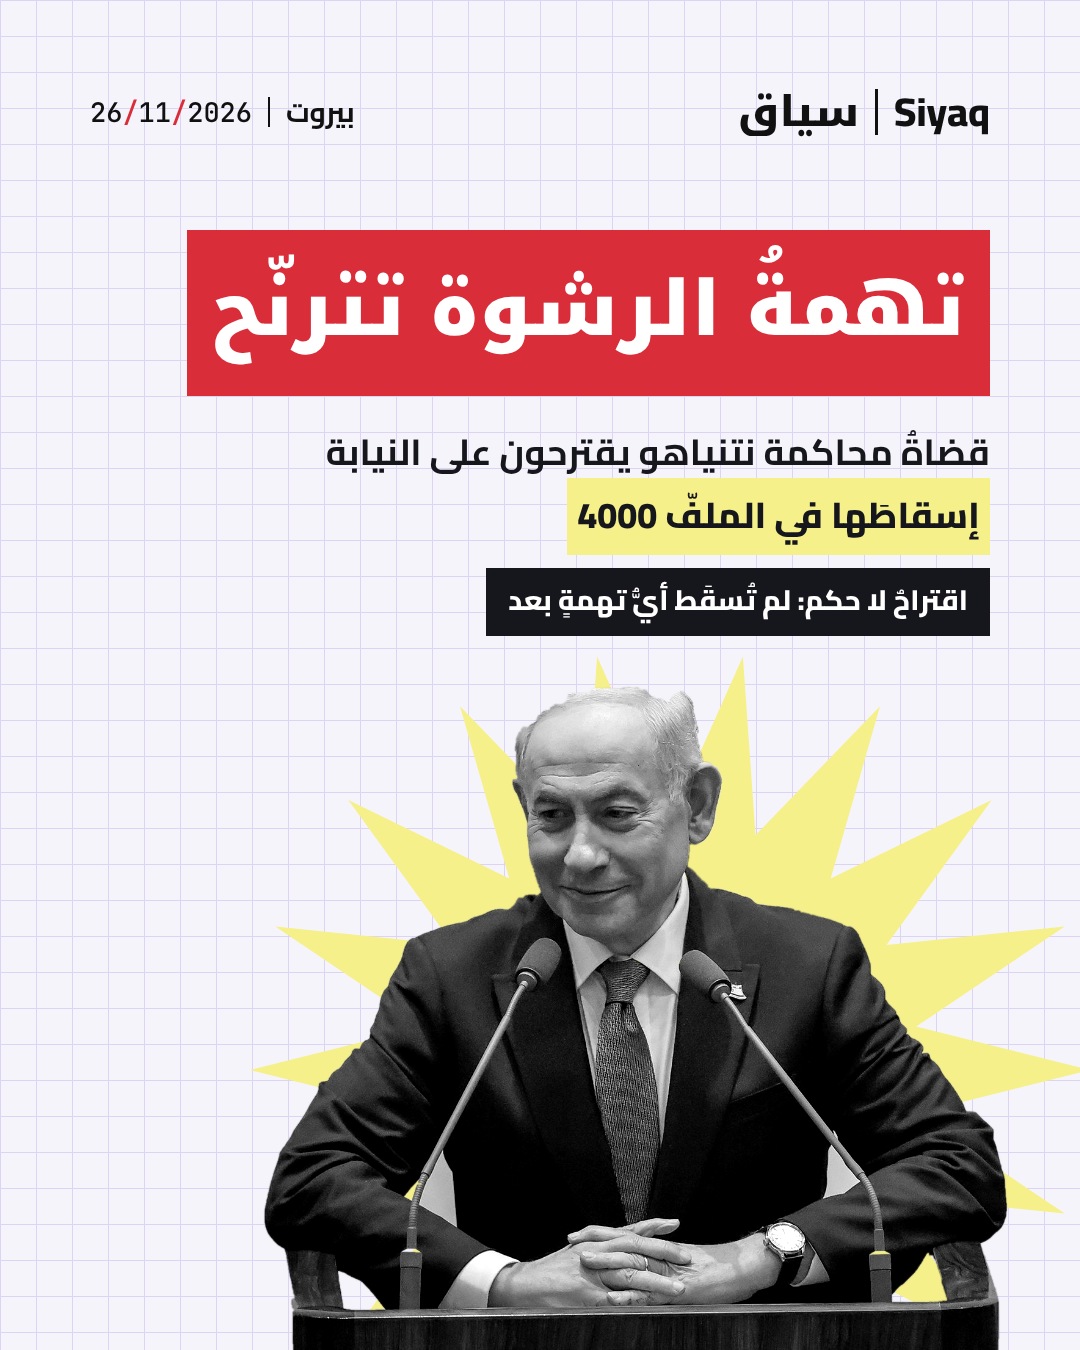 سياق | Siyaq
بيروت | 26/11/2026
تهمةُ الرشوة تترنّح
قضاةُ محاكمة نتنياهو يقترحون على النيابة
إسقاطَها في الملفّ 4000
اقتراحٌ لا حكم: لم تُسقَط أيُّ تهمةٍ بعد